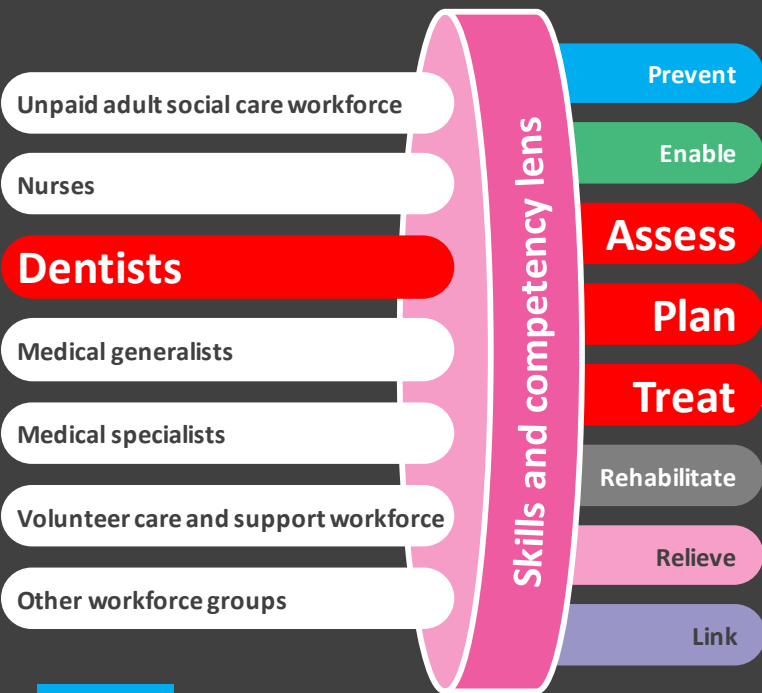 Unpaid adult social care workforce
Nurses
Dentists
Medical generalists
Medical specialists
Volunteer care and support workforce
Other workforce groups
Skills and competency lens
Prevent
Enable
Assess
Plan
Treat
Rehabilitate
Relieve
Link